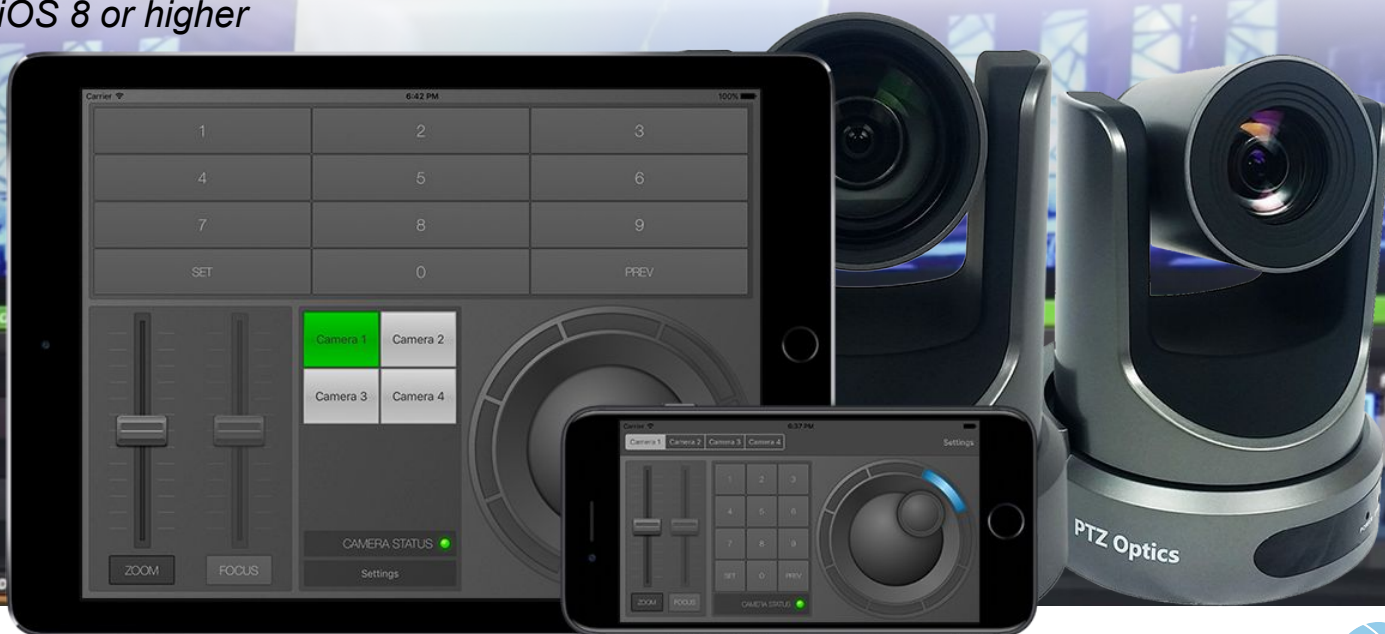 iOS 8 or higher
Carrier 6:42 PM 100%
1 2 3
4 5 6
7 8 9
SET 0 PREV
Camera 1 Camera 2
Camera 3 Camera 4
CAMERA STATUS
ZOOM FOCUS
Settings
Carrier 6:37 PM
Camera 1 Camera 2 Camera 3 Camera 4 Settings
1 2 3
4 5 6
7 8 9
SET 0 PREV
ZOOM FOCUS CAMERA STATUS
PTZ Optics